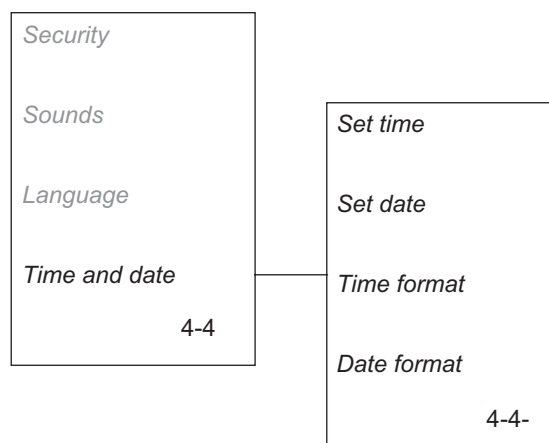 Security
Sounds
Language
Time and date
4-4
Set time
Set date
Time format
Date format
4-4-